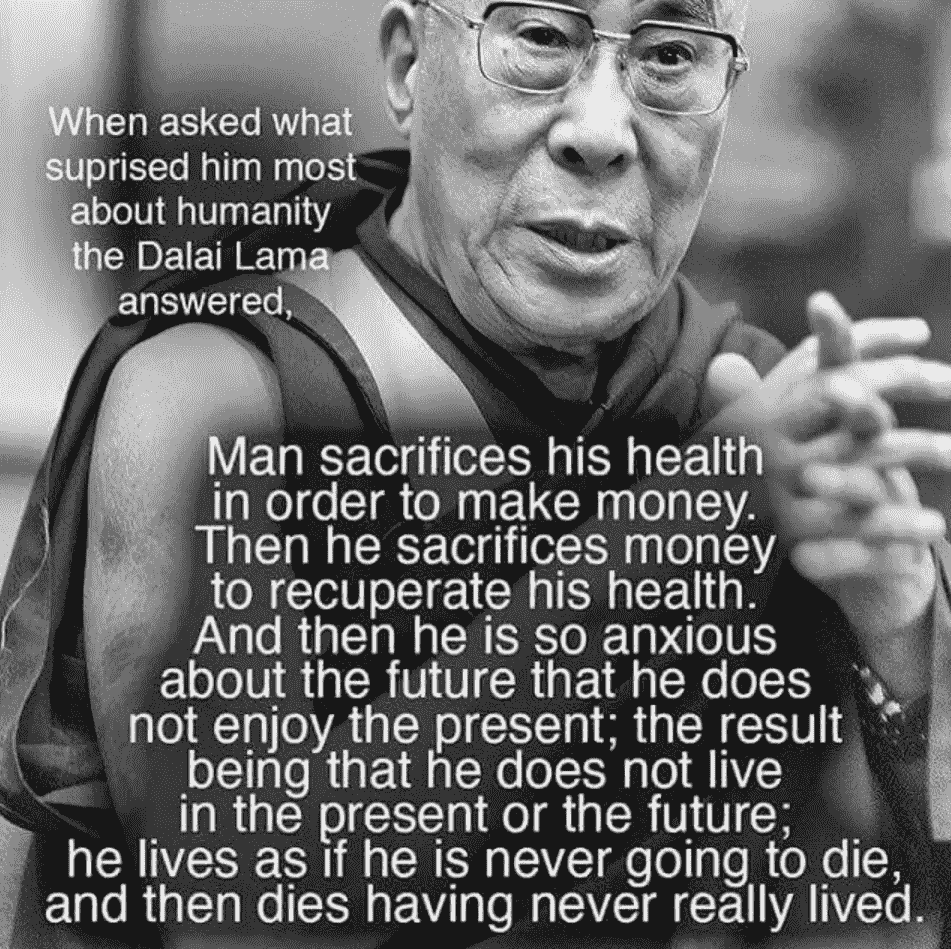 When asked what
suprised him most
about humanity
the Dalai Lama
answered,
Man sacrifices his health
in order to make money.
Then he sacrifices money
to recuperate his health.
And then he is so anxious
about the future that he does
not enjoy the present; the result
being that he does not live
in the present or the future;
he lives as if he is never going to die,
and then dies having never really lived.